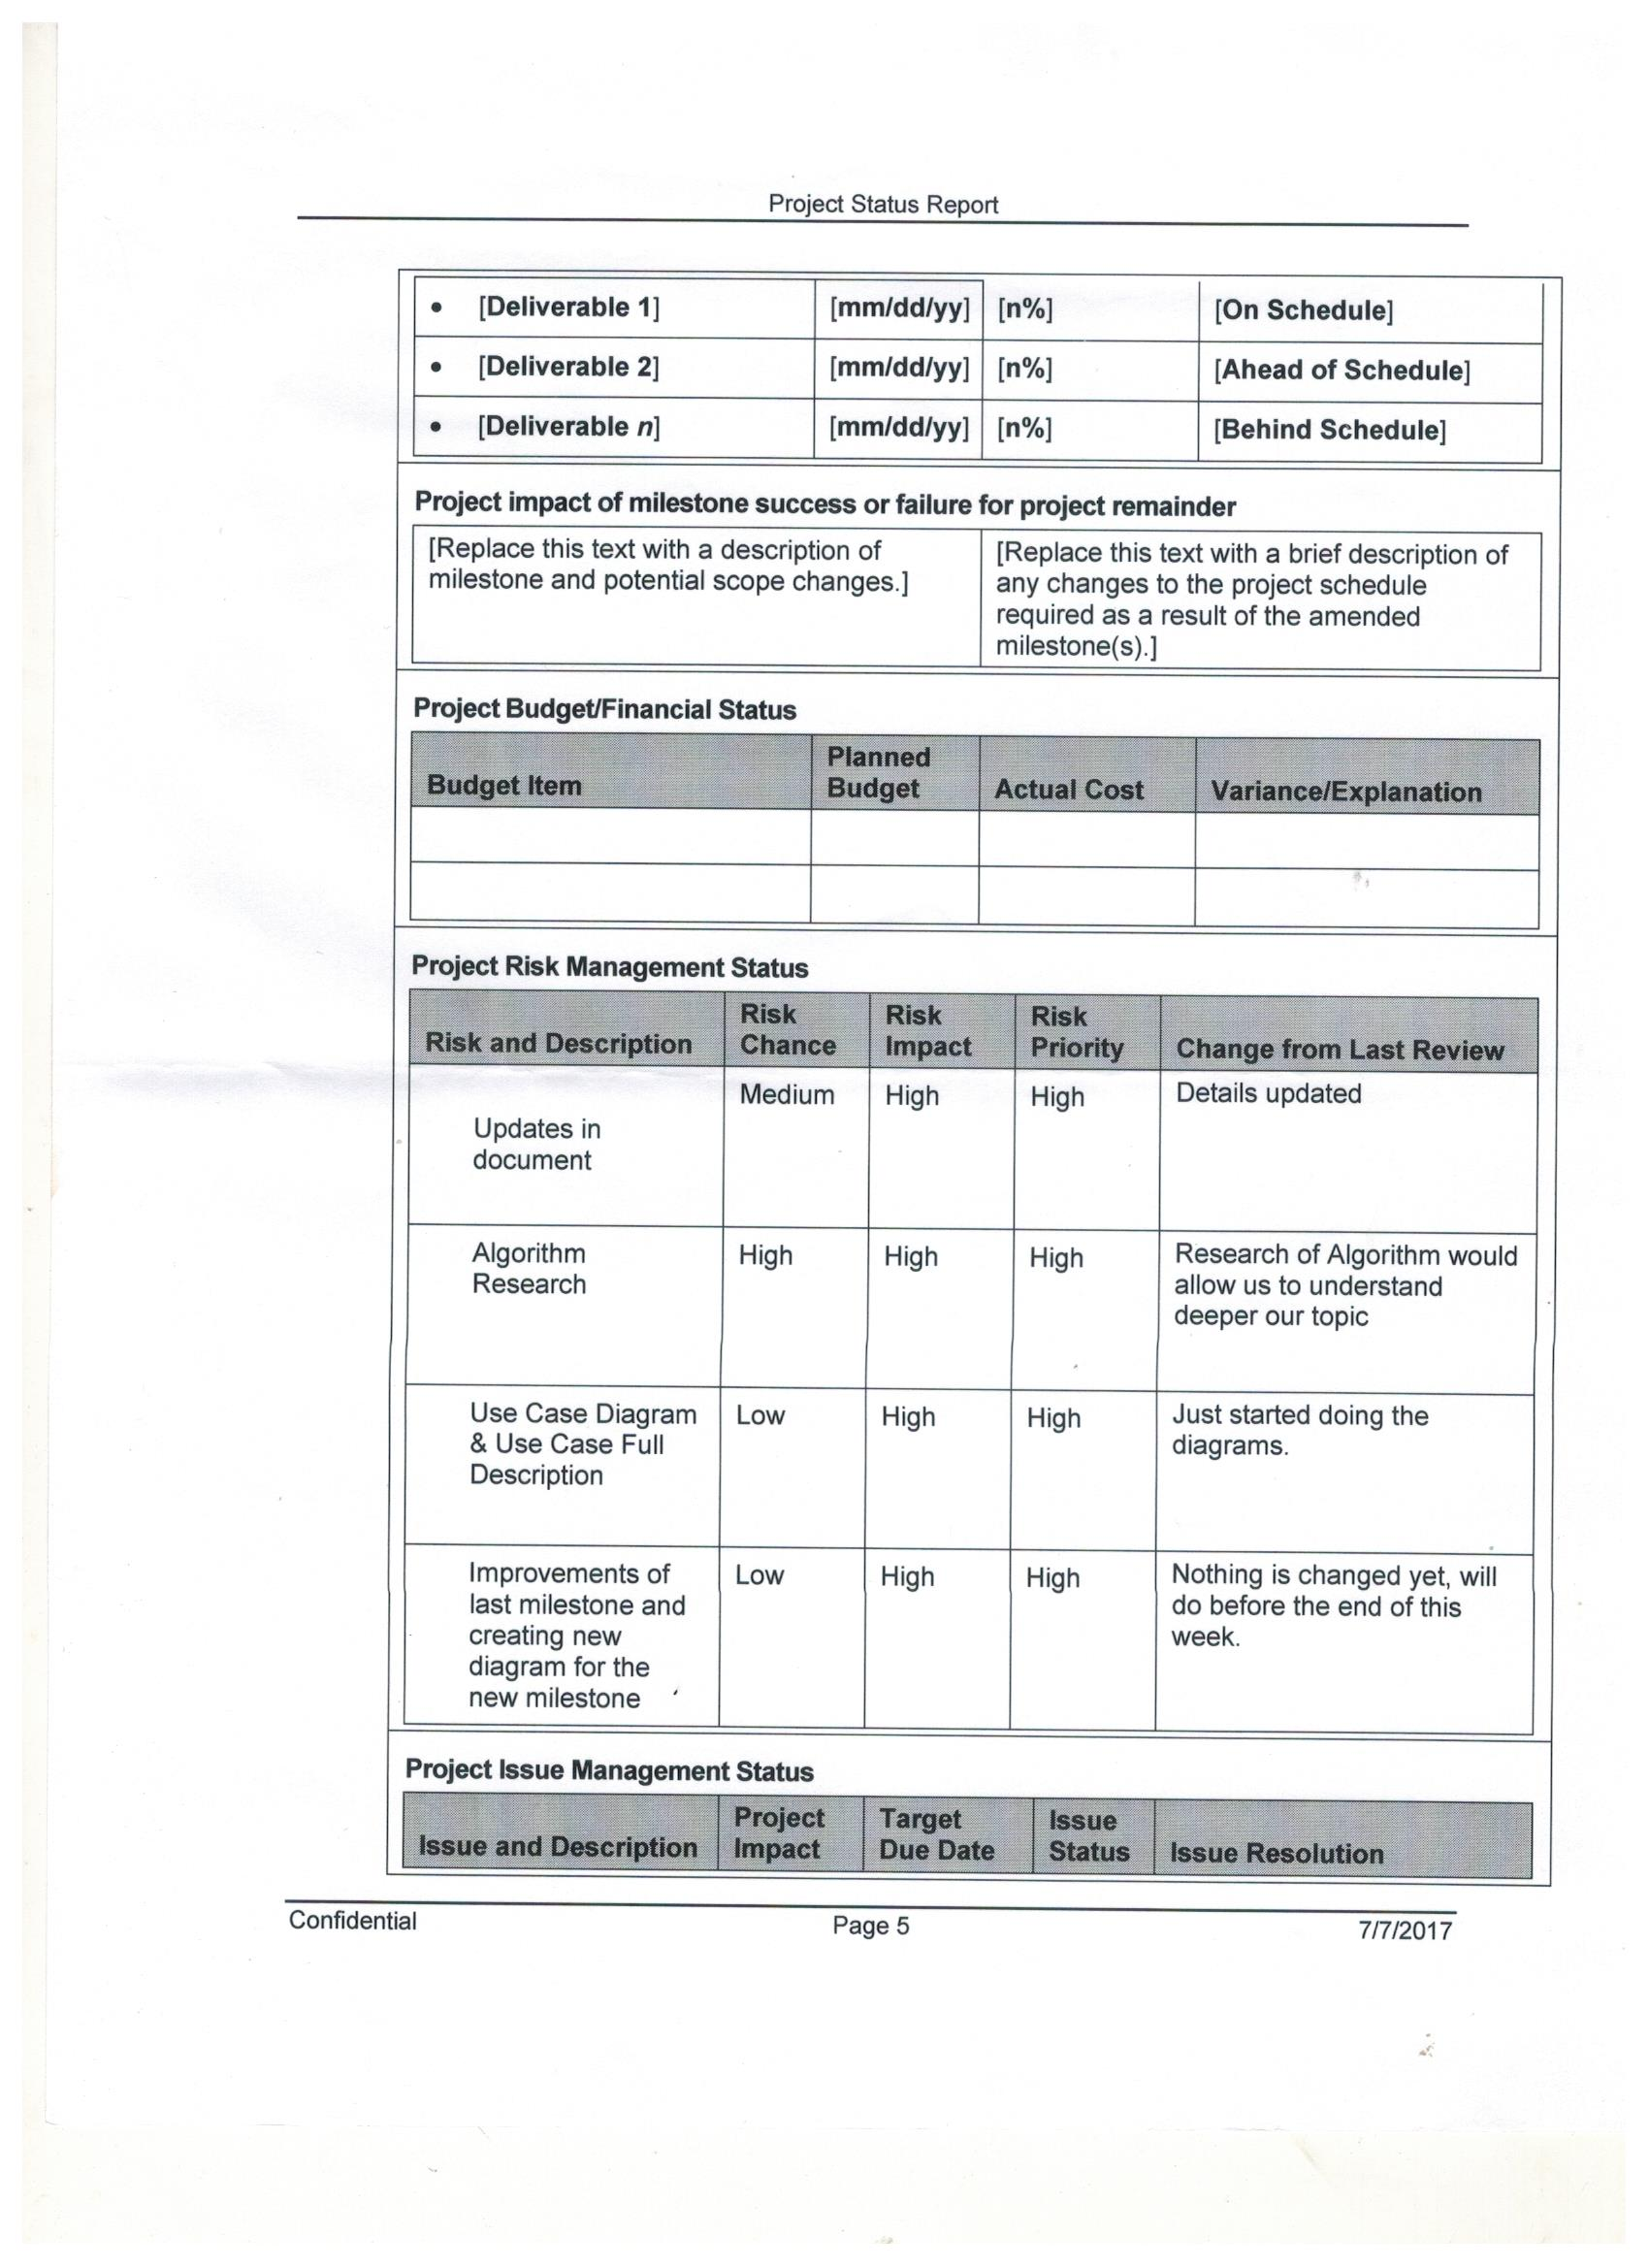 Project Status Report
• [Deliverable 1] [mm/dd/yy] [n%] [On Schedule]
• [Deliverable 2] [mm/dd/yy] [n%] [Ahead of Schedule]
• [Deliverable n] [mm/dd/yy] [n%] [Behind Schedule]
Project impact of milestone success or failure for project remainder
[Replace this text with a description of
milestone and potential scope changes.]
[Replace this text with a brief description of
any changes to the project schedule
required as a result of the amended
milestone(s).]
Project Budget/Financial Status
Budget Item
Planned
Budget
Actual Cost
Variance/Explanation
Project Risk Management Status
Risk and Description
Risk
Chance
Risk
Impact
Risk
Priority
Change from Last Review
Updates in
document
Medium
High
High
Details updated
Algorithm
Research
High
High
High
Research of Algorithm would
allow us to understand
deeper our topic
Use Case Diagram
& Use Case Full
Description
Low
High
High
Just started doing the
diagrams.
Improvements of
last milestone and
creating new
diagram for the
new milestone
Low
High
High
Nothing is changed yet, will
do before the end of this
week.
Project Issue Management Status
Issue and Description
Project
Impact
Target
Due Date
Issue
Status
Issue Resolution
Confidential Page 5 7/7/2017